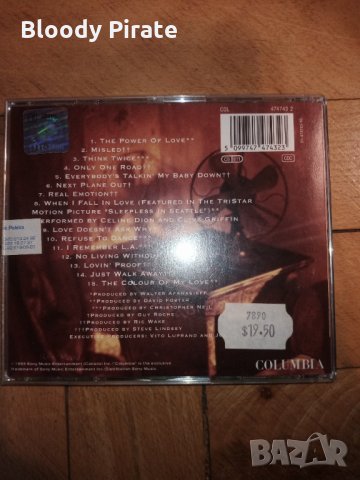 Bloody Pirate
COL 474743 2
5 099747 474323
CDC
1. THE POWER OF LOVE**
2. MISLED††
3. THINK TWICE***
4. ONLY ONE ROAD††
5. EVERYBODY'S TALKIN' MY BABY DOWN††
6. NEXT PLANE OUT†
7. REAL EMOTION††
8. WHEN I FALL IN LOVE (FEATURED IN THE TRISTAR
MOTION PICTURE "SLEEPLESS IN SEATTLE")
PERFORMED BY CELINE DION AND CLIVE GRIFFIN
9. LOVE DOESN'T ASK WHY
10. REFUSE TO DANCE
11. I REMEMBER L.A.
12. NO LIVING WITHOUT
13. LOVIN' PROOF
14. JUST WALK AWAY
15. THE COLOUR OF MY LOVE
*PRODUCED BY WALTER AFANASIEFF
**PRODUCED BY DAVID FOSTER
***PRODUCED BY CHRISTOPHER NEIL
†PRODUCED BY GUY ROCHE
††PRODUCED BY RIC WAKE
†††PRODUCED BY STEVE LINDSEY
EXECUTIVE PRODUCERS: VITO LUPRANO AND
7890
$19.50
COLUMBIA
BAZAR